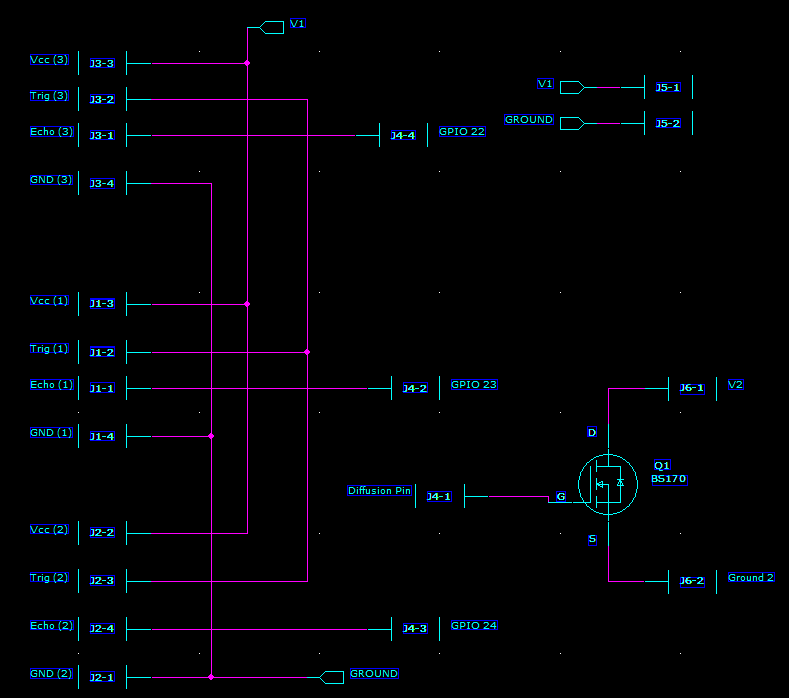 V1
Vcc (3) J3-3
V1 J5-1
Trig (3) J3-2
GROUND J5-2
Echo (3) J3-1 J4-4 GPIO 22
GND (3) J3-4
Vcc (1) J1-3
Trig (1) J1-2
Echo (1) J1-1 J4-2 GPIO 23
J6-1 V2
GND (1) J1-4
D
Q1
BS170
Diffusion Pin J4-1 G
Vcc (2) J2-2
S
Trig (2) J2-3
J6-2 Ground 2
Echo (2) J2-4 J4-3 GPIO 24
GND (2) J2-1 GROUND